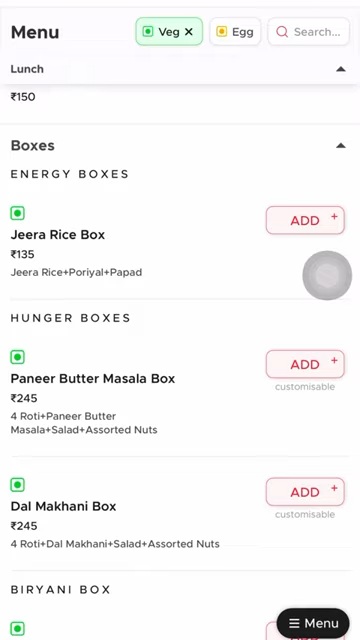 Menu
Veg ✕
Egg
Search...
Lunch
₹150
Boxes
ENERGY BOXES
ADD +
Jeera Rice Box
₹135
Jeera Rice+Poriyal+Papad
HUNGER BOXES
ADD +
Paneer Butter Masala Box
customisable
₹245
4 Roti+Paneer Butter
Masala+Salad+Assorted Nuts
ADD +
Dal Makhani Box
customisable
₹245
4 Roti+Dal Makhani+Salad+Assorted Nuts
BIRYANI BOX
Menu